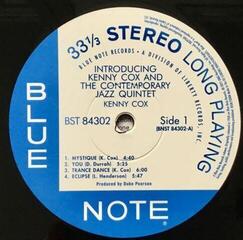 33⅓ STEREO LONG PLAYING
BLUE NOTE RECORDS • A DIVISION OF LIBERTY RECORDS, INC.
INTRODUCING
KENNY COX AND
THE CONTEMPORARY
JAZZ QUINTET
KENNY COX
BST 84302
Side 1
(BNST 84302-A)
1. MYSTIQUE (K. Cox) 4:40
2. YOU (D. Durrah) 5:25
3. TRANCE DANCE (K. Cox) 6:00
4. ECLIPSE (L. Henderson) 5:47
Produced by Duke Pearson
BLUE
NOTE®